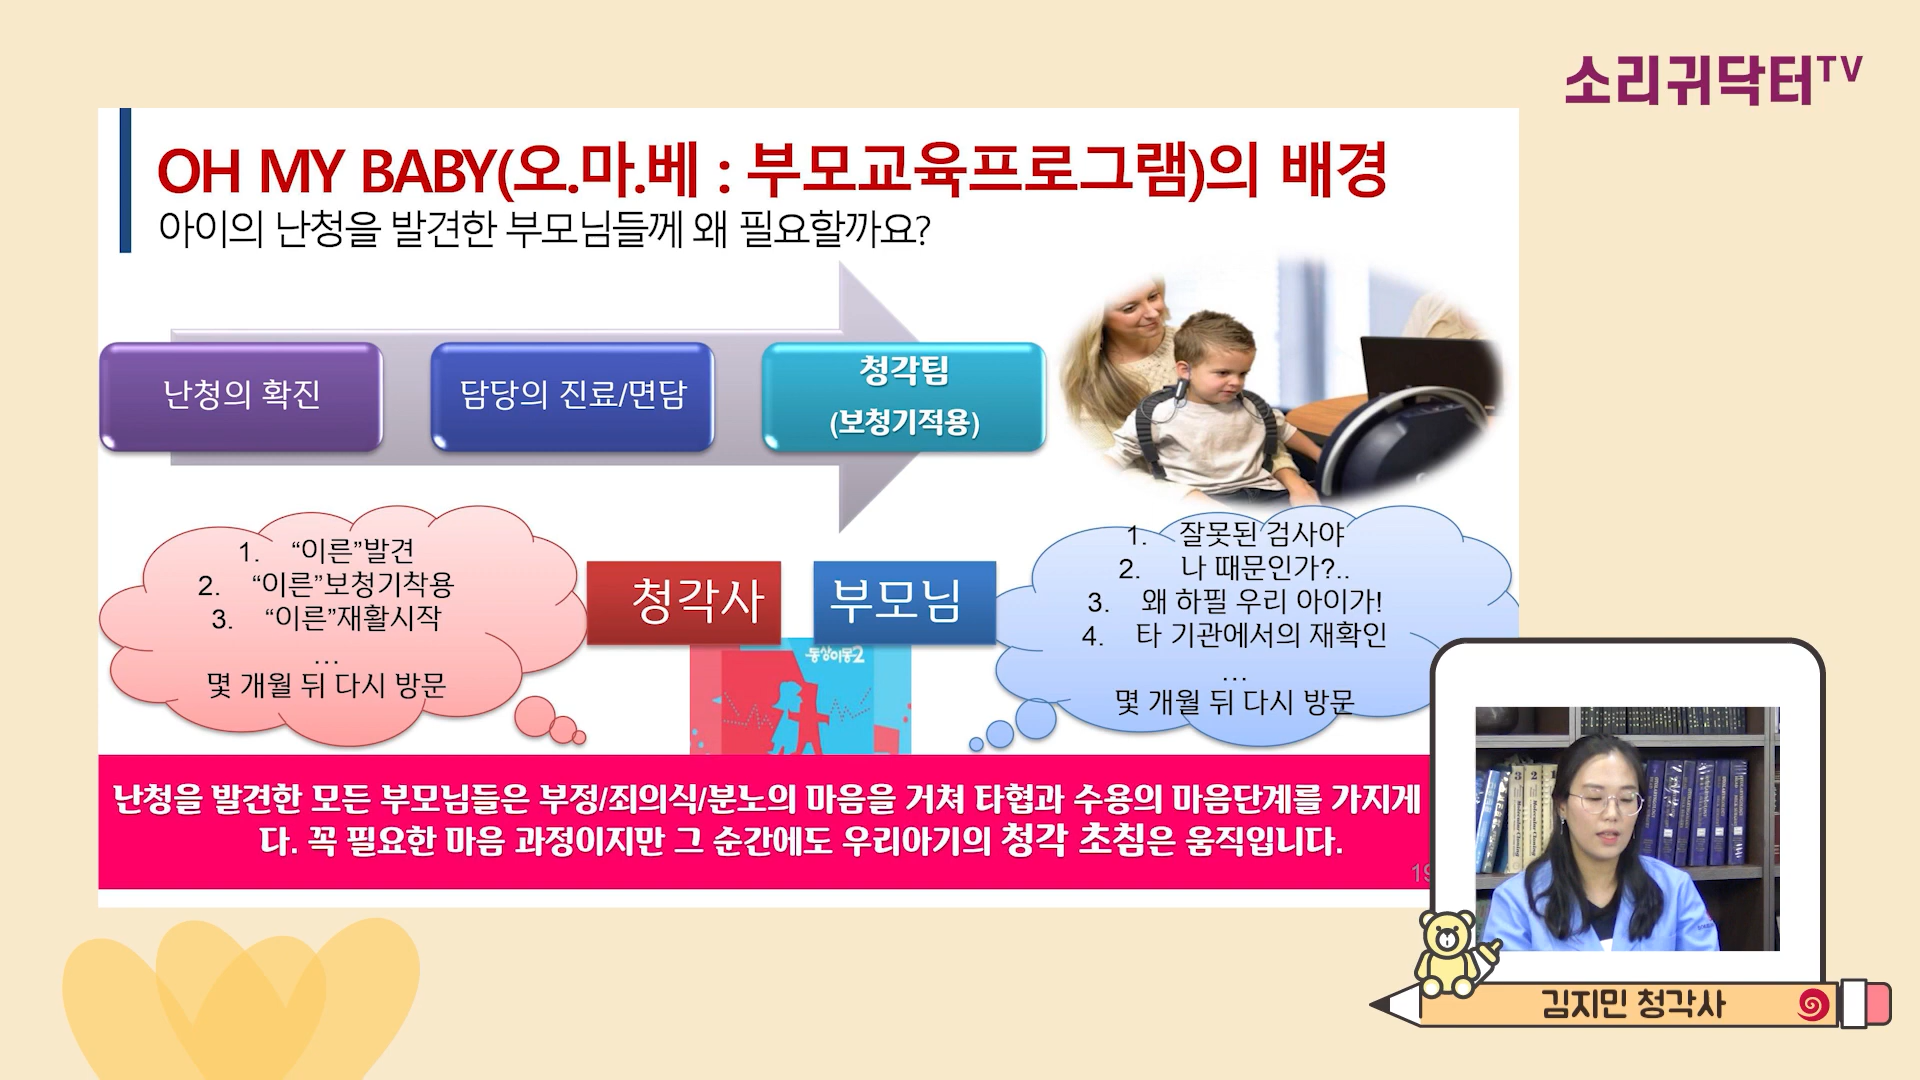 소리귀닥터TV
OH MY BABY(오.마.베 : 부모교육프로그램)의 배경
아이의 난청을 발견한 부모님들께 왜 필요할까요?
난청의 확진
담당의 진료/면담
청각팀
(보청기적용)
1. “이른”발견
2. “이른”보청기착용
3. “이른”재활시작
…
몇 개월 뒤 다시 방문
청각사
부모님
동상이몽2
1. 잘못된 검사야
2. 나 때문인가?..
3. 왜 하필 우리 아이가!
4. 타 기관에서의 재확인
…
몇 개월 뒤 다시 방문
난청을 발견한 모든 부모님들은 부정/죄의식/분노의 마음을 거쳐 타협과 수용의 마음단계를 가지게
다. 꼭 필요한 마음 과정이지만 그 순간에도 우리아기의 청각 초침은 움직입니다.
김지민 청각사